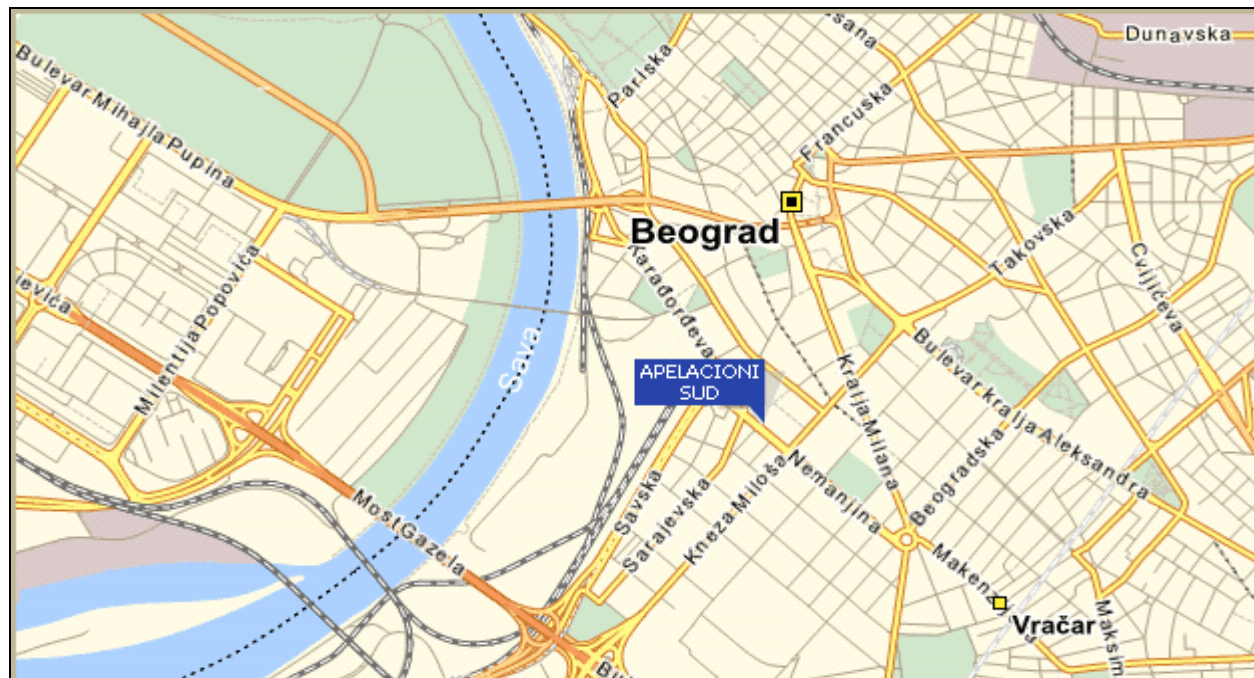 Dunavska
Pariska
Francuska
Bulevar Mihajla Pupina
Beograd
Takovska
Cvijićeva
Karađorđeva
Milentija Popovića
Sava
APELACIONI
SUD
Kralja Milana
Bulevar kralja Aleksandra
Beogradska
Nemanjina
Savska
Sarajevska
Kneza Miloša
Most Gazela
Vračar